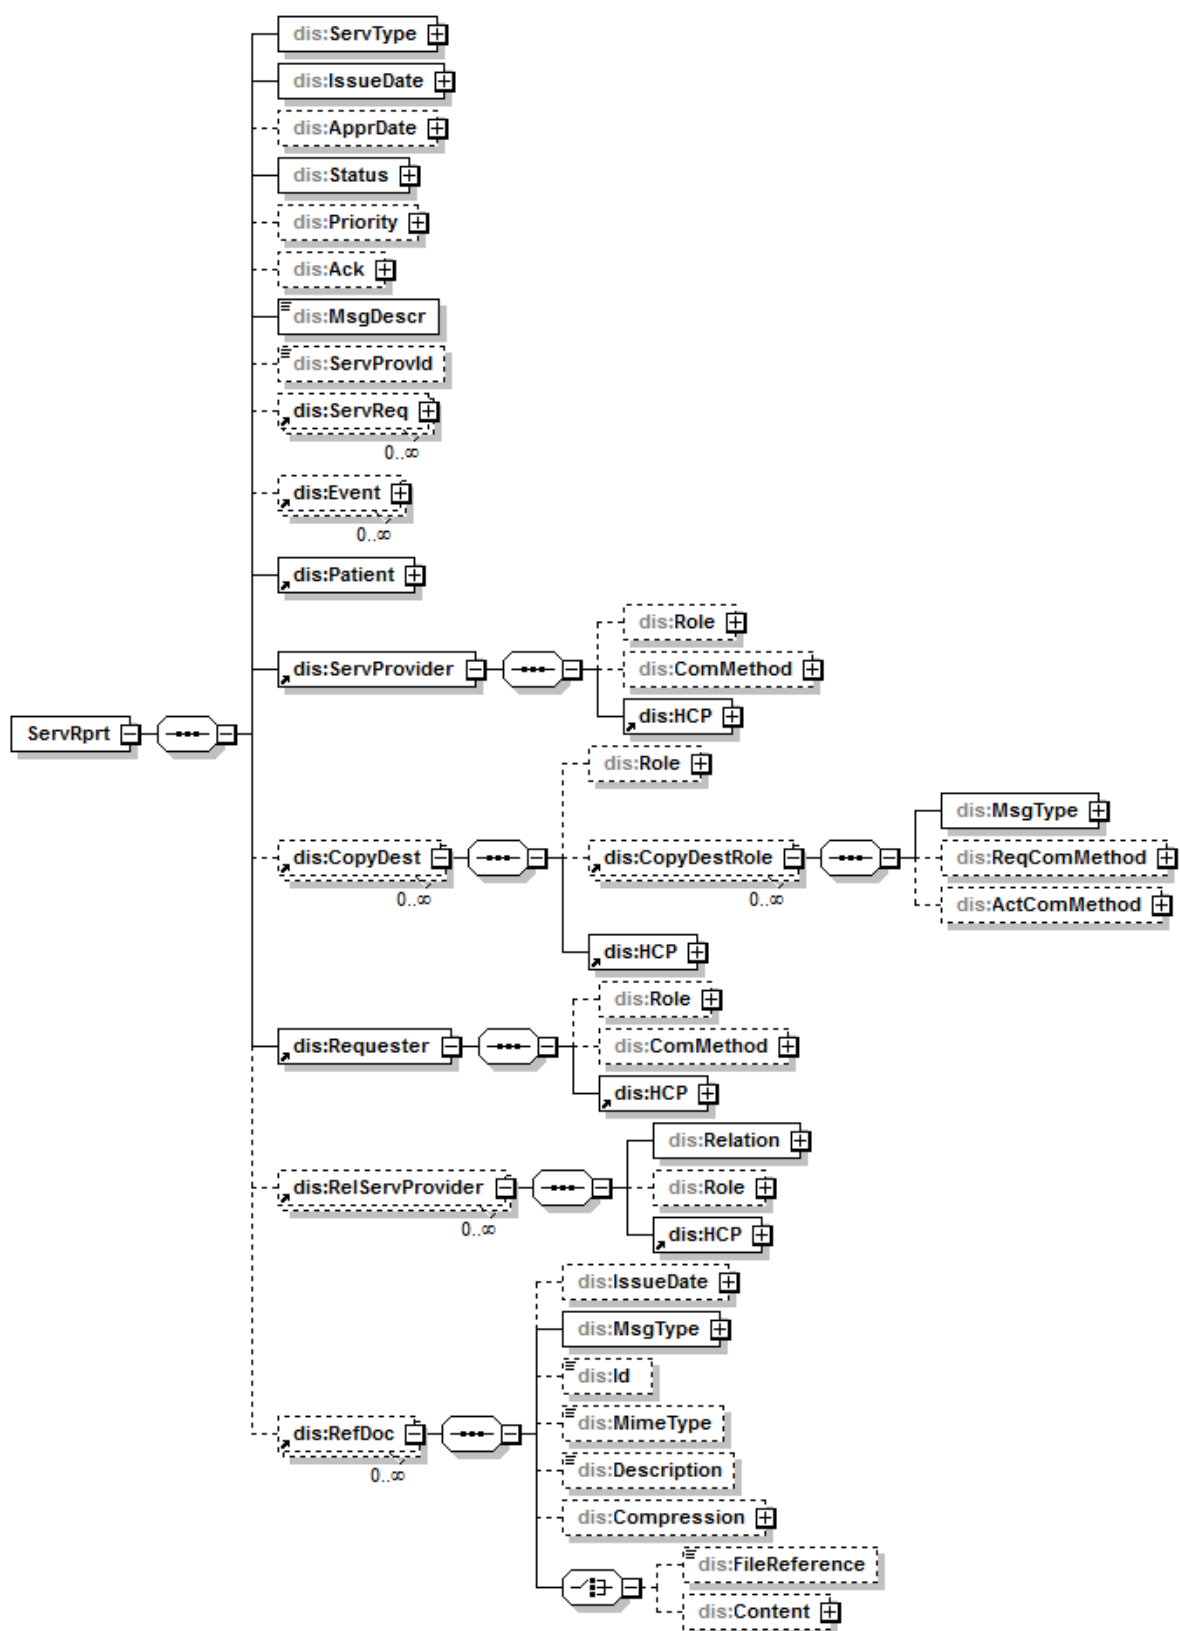 dis:ServType
dis:IssueDate
dis:ApprDate
dis:Status
dis:Priority
dis:Ack
dis:MsgDescr
dis:ServProvId
dis:ServReq
0..∞
dis:Event
0..∞
dis:Patient
dis:Role
dis:ServProvider
dis:ComMethod
dis:HCP
ServRprt
dis:Role
dis:MsgType
dis:CopyDest
0..∞
dis:CopyDestRole
0..∞
dis:ReqComMethod
dis:ActComMethod
dis:HCP
dis:Role
dis:Requester
dis:ComMethod
dis:HCP
dis:Relation
dis:RelServProvider
0..∞
dis:Role
dis:HCP
dis:IssueDate
dis:MsgType
dis:Id
dis:MimeType
dis:RefDoc
0..∞
dis:Description
dis:Compression
dis:FileReference
dis:Content